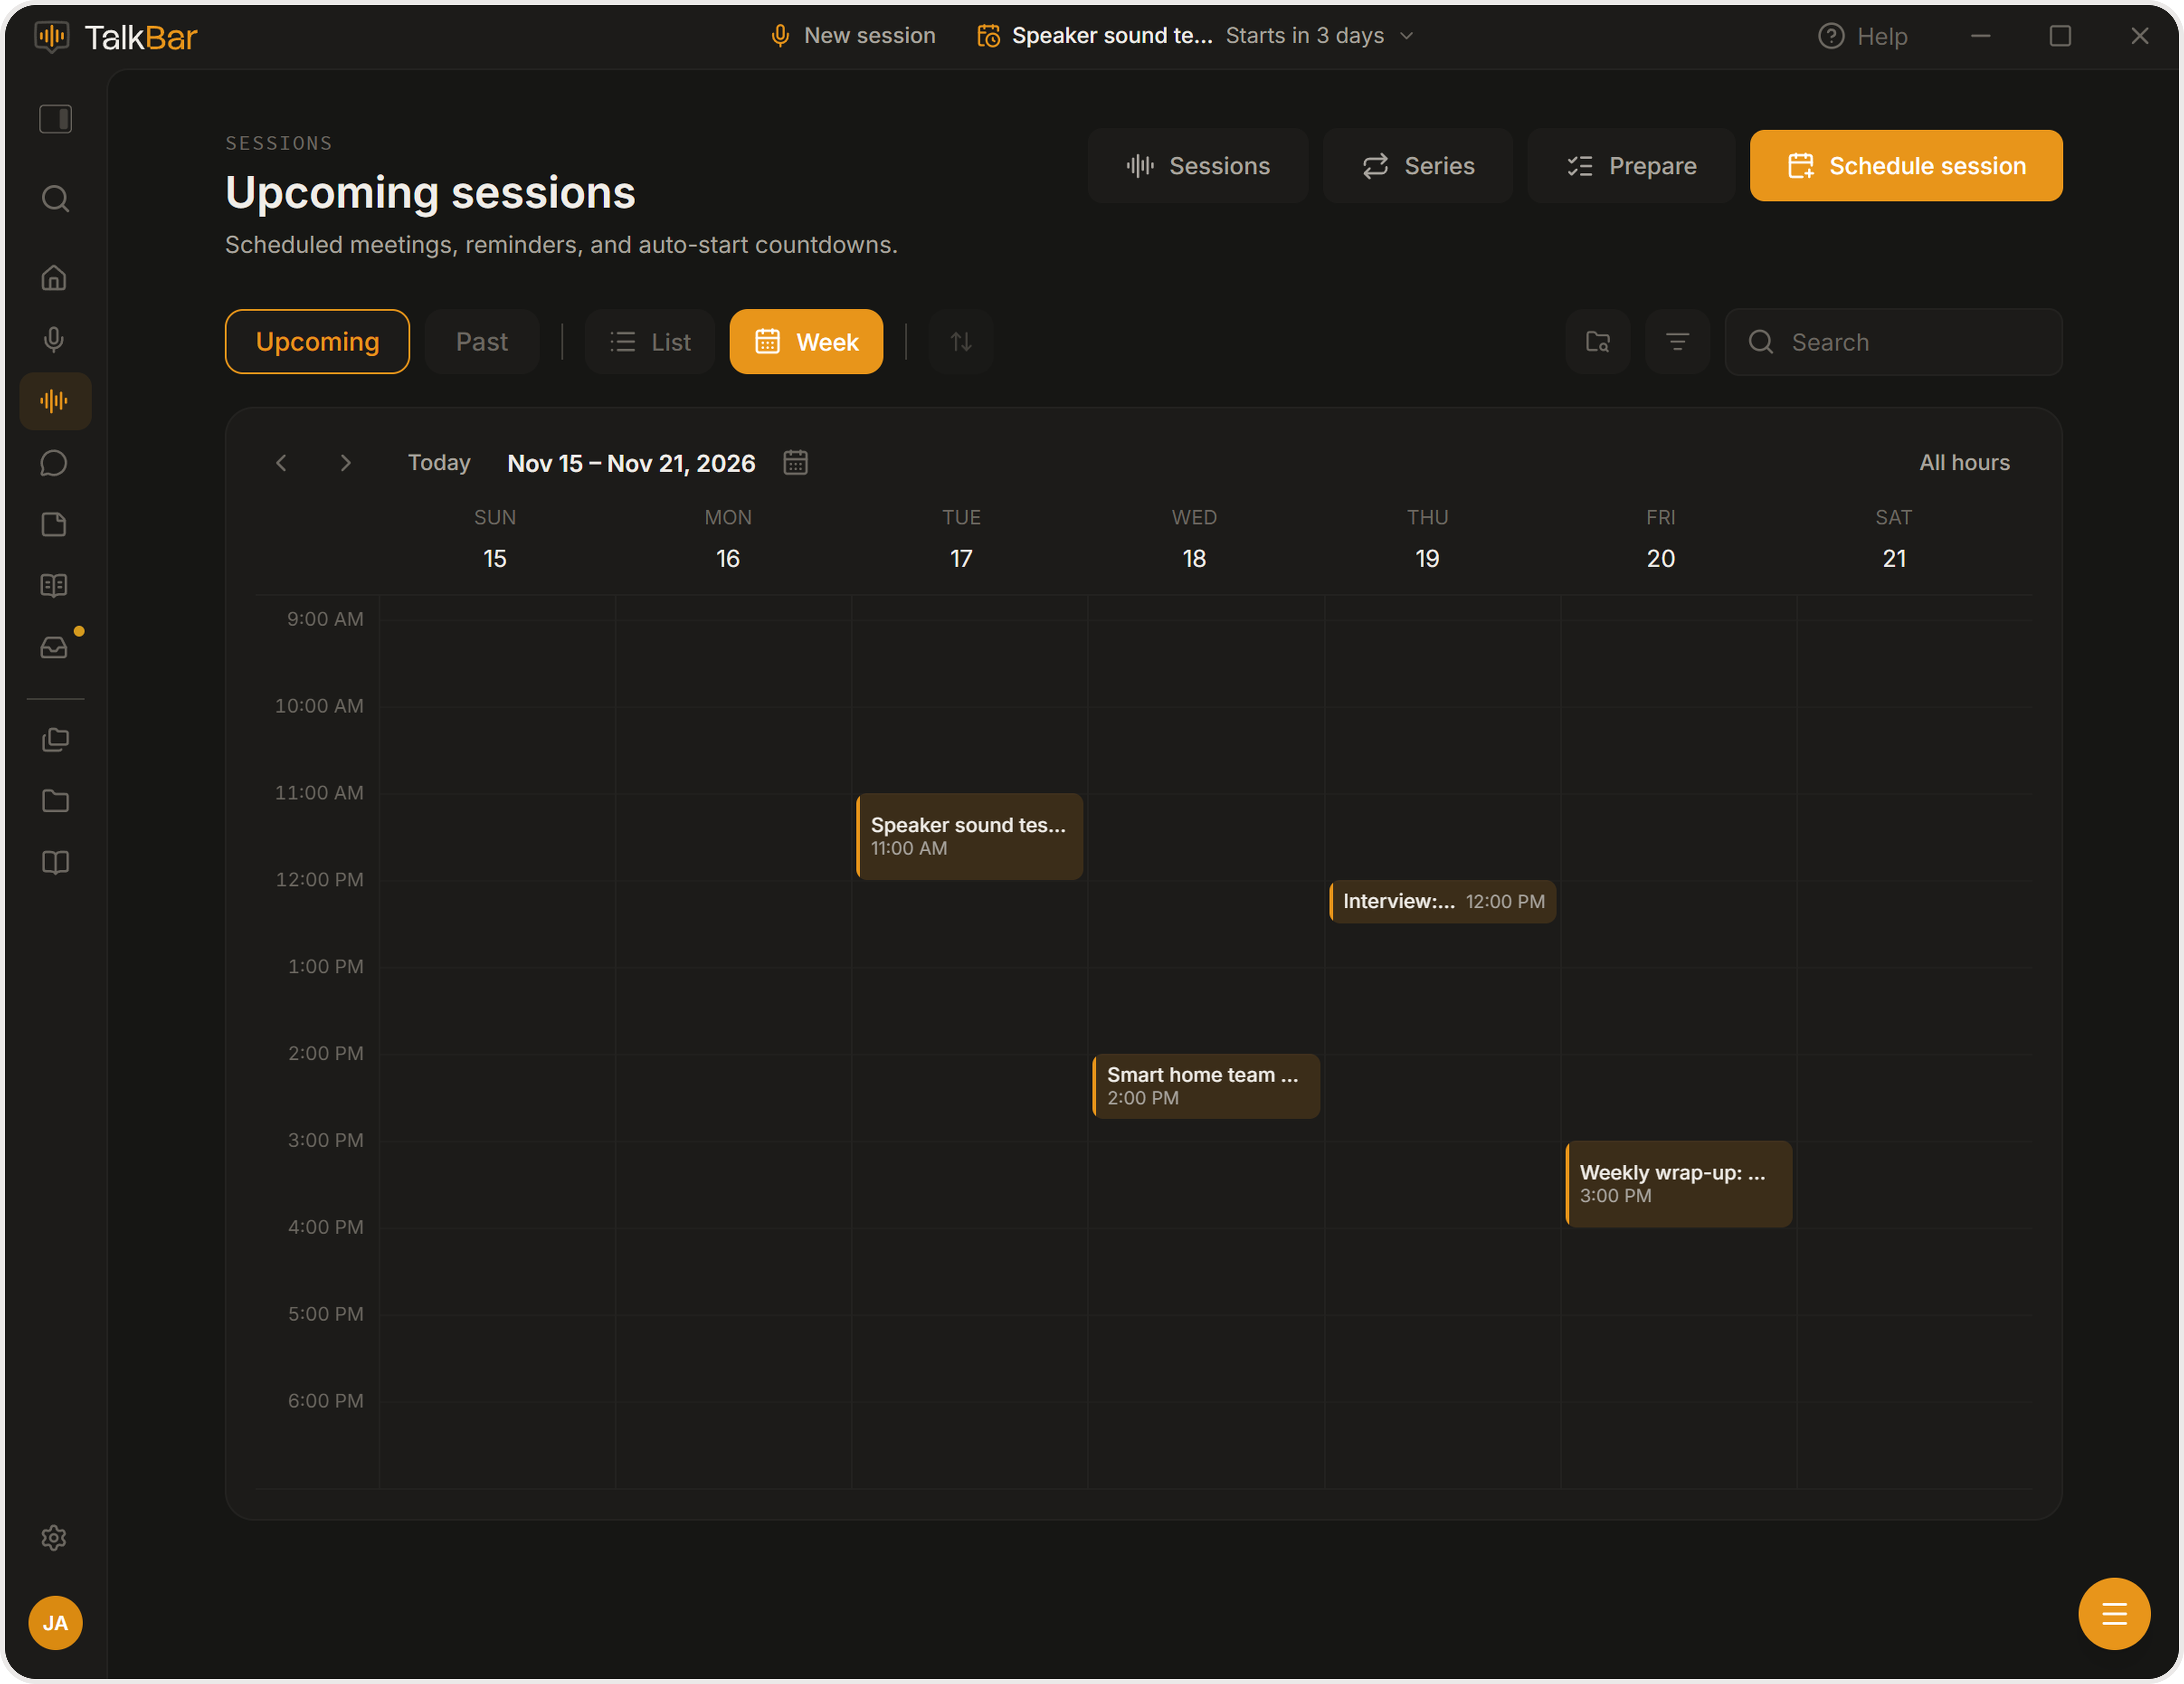 TalkBar
New session
Speaker sound te... Starts in 3 days
Help
SESSIONS
Upcoming sessions
Scheduled meetings, reminders, and auto-start countdowns.
Sessions
Series
Prepare
Schedule session
Upcoming
Past
List
Week
Search
Today
Nov 15 – Nov 21, 2026
All hours
SUN MON TUE WED THU FRI SAT
15 16 17 18 19 20 21
9:00 AM
10:00 AM
11:00 AM
Speaker sound tes...
11:00 AM
12:00 PM
Interview:... 12:00 PM
1:00 PM
2:00 PM
Smart home team ...
2:00 PM
3:00 PM
Weekly wrap-up: ...
3:00 PM
4:00 PM
5:00 PM
6:00 PM
JA